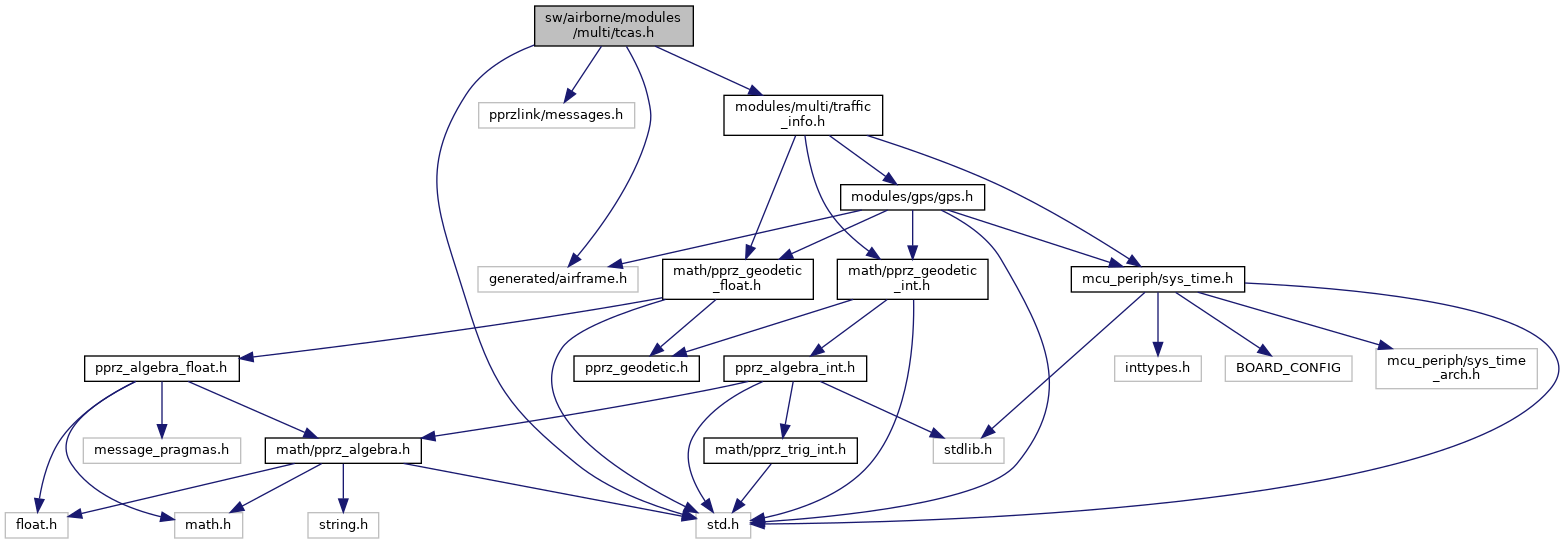 sw/airborne/modules
/multi/tcas.h
pprzlink/messages.h
modules/multi/traffic
_info.h
modules/gps/gps.h
generated/airframe.h
math/pprz_geodetic
_float.h
math/pprz_geodetic
_int.h
mcu_periph/sys_time.h
pprz_algebra_float.h
pprz_geodetic.h
pprz_algebra_int.h
inttypes.h
BOARD_CONFIG
mcu_periph/sys_time
_arch.h
message_pragmas.h
math/pprz_algebra.h
math/pprz_trig_int.h
stdlib.h
float.h
math.h
string.h
std.h